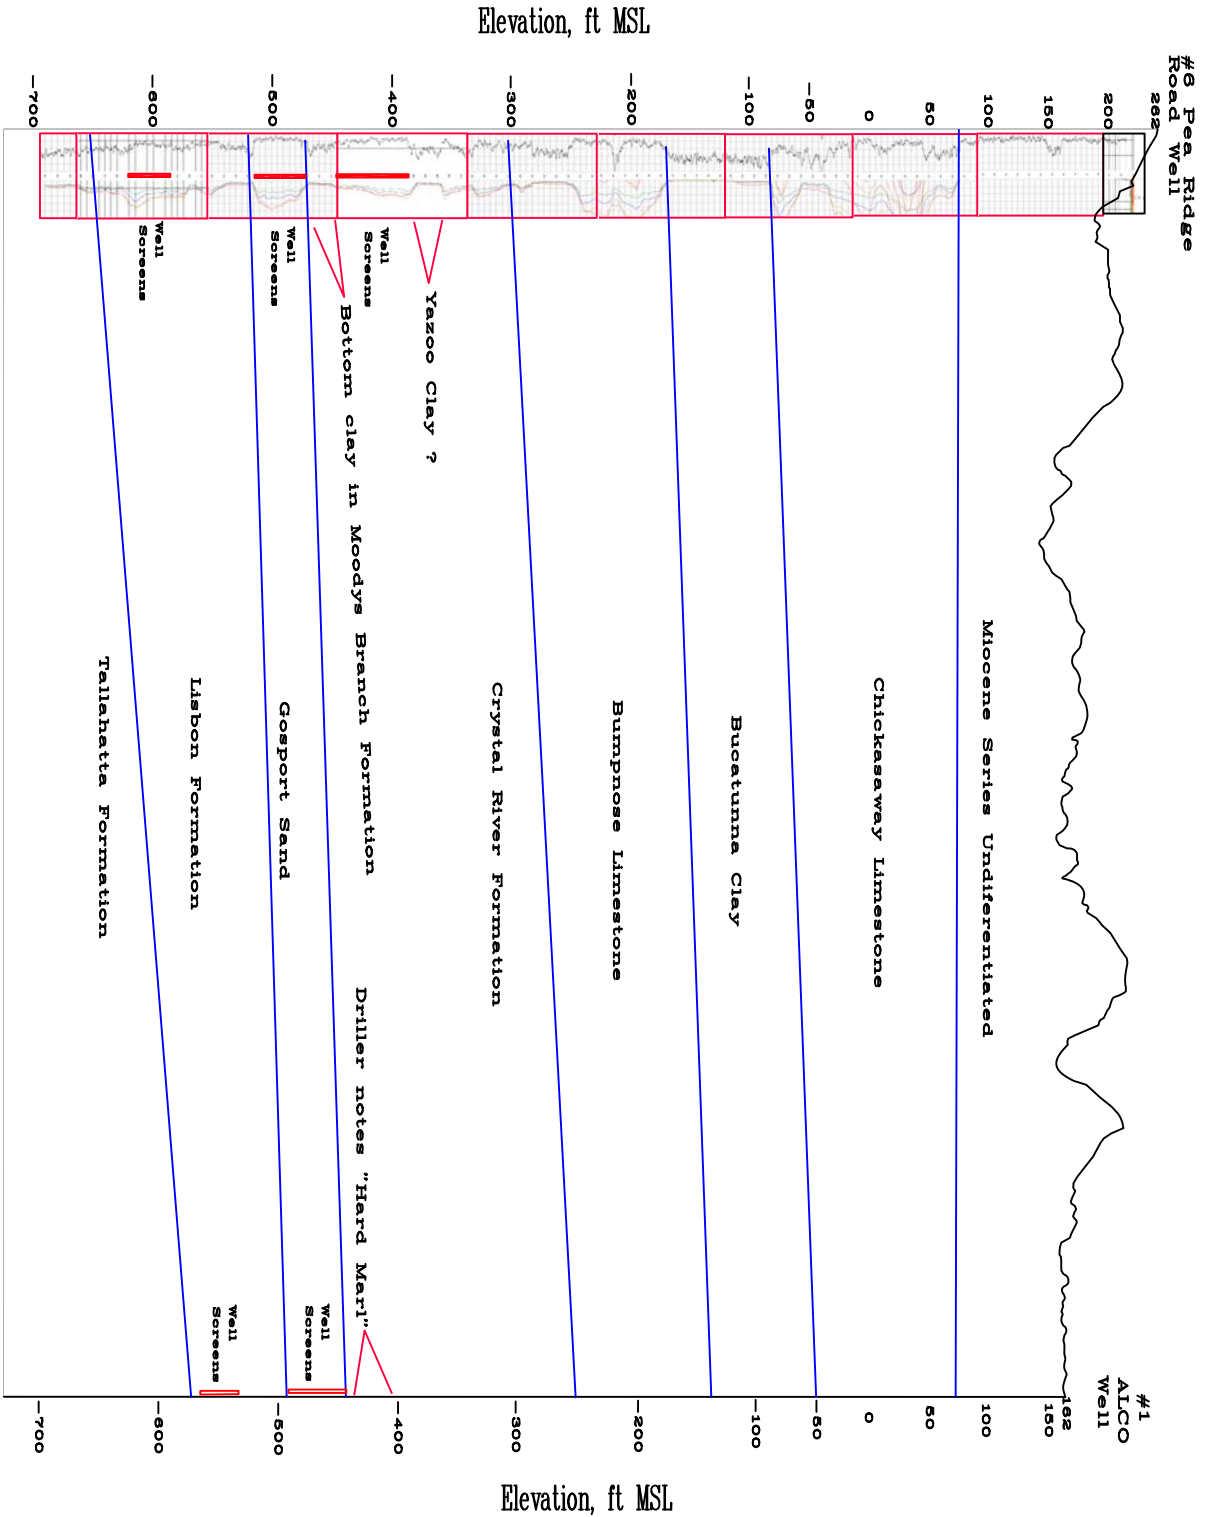 #6 Pea Ridge
Road Well
#1
ALCO
Well
Elevation, ft MSL
262
200
150
100
50
0
-50
-100
-200
-300
-400
-500
-600
-700
Miocene Series Undiferentiated
Chickasaway Limestone
Bucatunna Clay
Bumpnose Limestone
Crystal River Formation
Yazoo Clay ?
Well
Screens
Bottom clay in Moodys Branch Formation
Driller notes "Hard Marl"
Well
Screens
Gosport Sand
Well
Screens
Lisbon Formation
Well
Screens
Well
Screens
Tallahatta Formation
162
150
100
50
0
-50
-100
-200
-300
-400
-500
-600
-700
Elevation, ft MSL